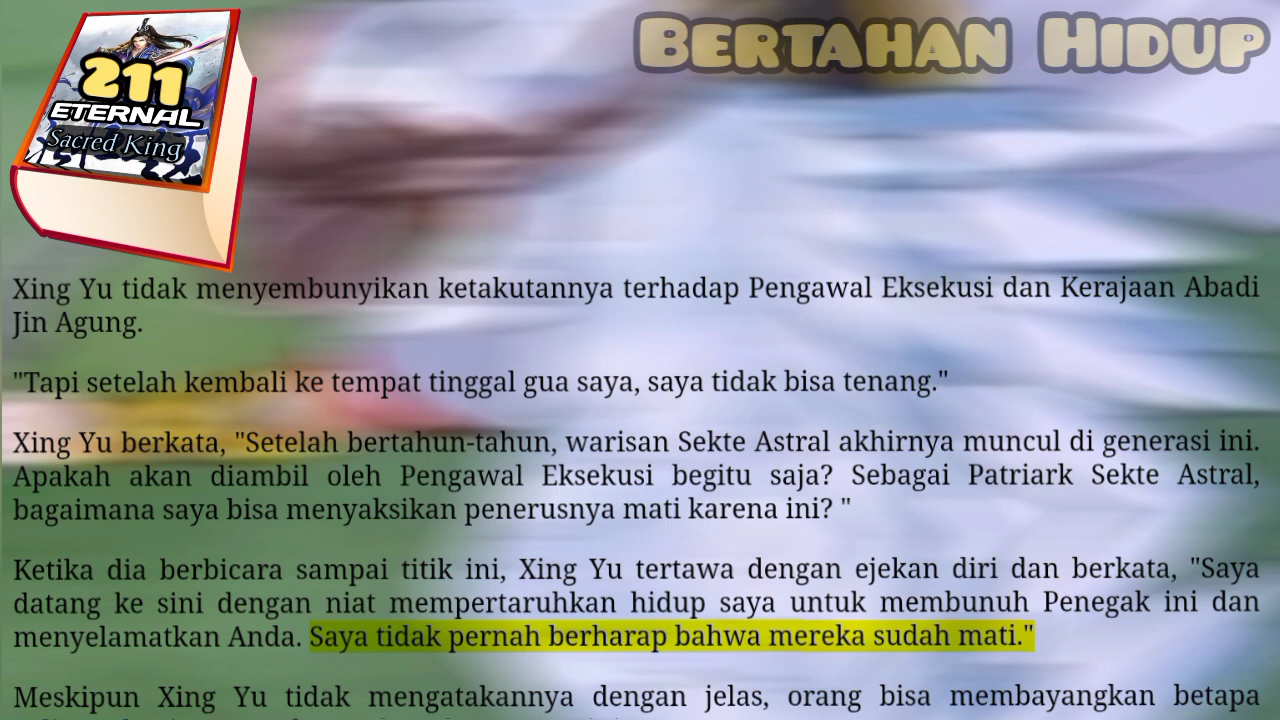 BERTAHAN HIDUP
211
ETERNAL
Sacred King
Xing Yu tidak menyembunyikan ketakutannya terhadap Pengawal Eksekusi dan Kerajaan Abadi
Jin Agung.
"Tapi setelah kembali ke tempat tinggal gua saya, saya tidak bisa tenang."
Xing Yu berkata, "Setelah bertahun-tahun, warisan Sekte Astral akhirnya muncul di generasi ini.
Apakah akan diambil oleh Pengawal Eksekusi begitu saja? Sebagai Patriark Sekte Astral,
bagaimana saya bisa menyaksikan penerusnya mati karena ini? "
Ketika dia berbicara sampai titik ini, Xing Yu tertawa dengan ejekan diri dan berkata, "Saya
datang ke sini dengan niat mempertaruhkan hidup saya untuk membunuh Penegak ini dan
menyelamatkan Anda. Saya tidak pernah berharap bahwa mereka sudah mati."
Meskipun Xing Yu tidak mengatakannya dengan jelas, orang bisa membayangkan betapa